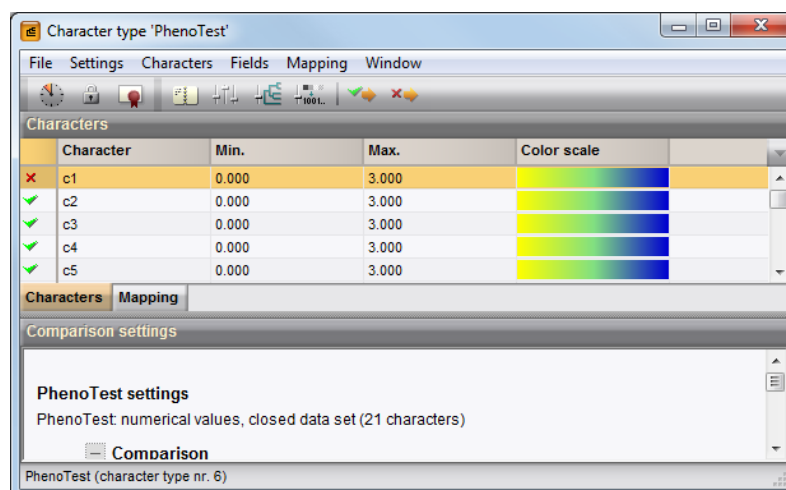 Character type 'PhenoTest'
File Settings Characters Fields Mapping Window
Characters
Character Min. Max. Color scale
c1 0.000 3.000
c2 0.000 3.000
c3 0.000 3.000
c4 0.000 3.000
c5 0.000 3.000
Characters Mapping
Comparison settings
PhenoTest settings
PhenoTest: numerical values, closed data set (21 characters)
Comparison
PhenoTest (character type nr. 6)